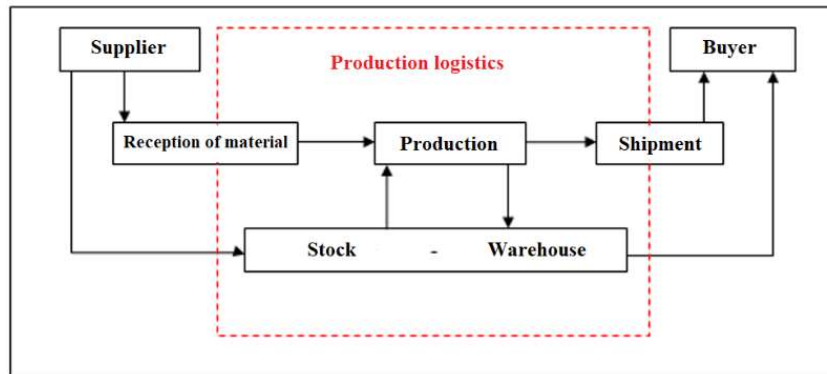 Supplier
Buyer
Production logistics
Reception of material
Production
Shipment
Stock - Warehouse